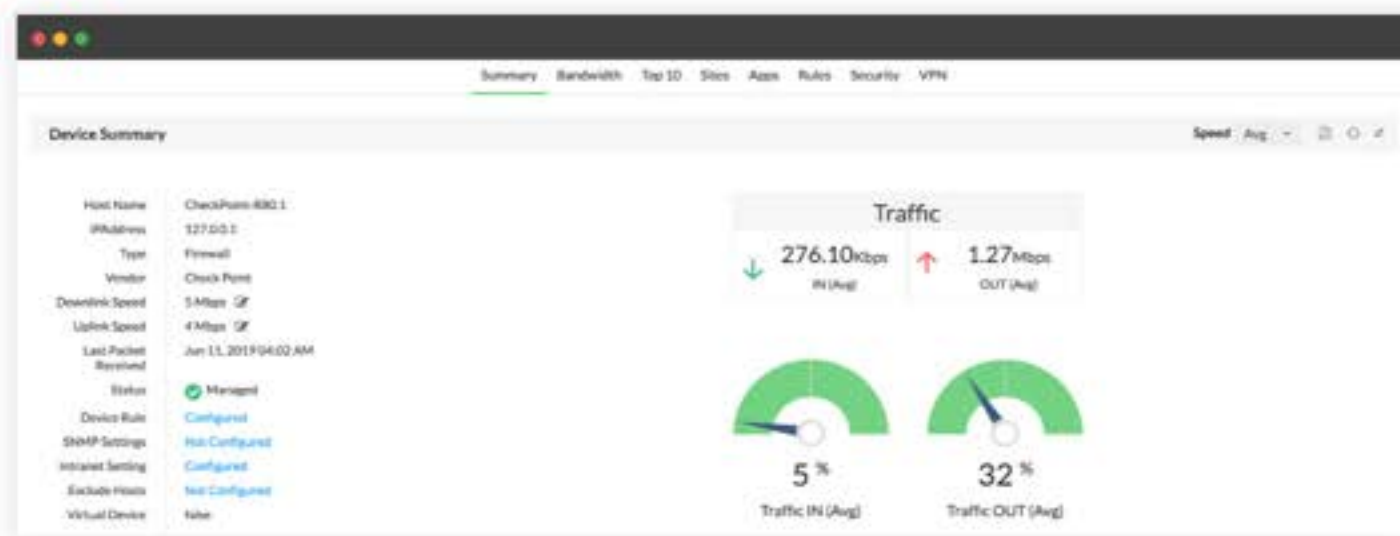 Summary Bandwidth Top 10 Sites Apps Rules Security VPN
Device Summary
Speed Avg
Host Name CheckPoint-R80.1
IPAddress 127.0.0.1
Type Firewall
Vendor Check Point
Downlink Speed 5 Mbps
Uplink Speed 4 Mbps
Last Packet Received Jun 11, 2019 04:02 AM
Status Managed
Device Rule Configured
SNMP Settings Not Configured
Intranet Setting Configured
Exclude Hosts Not Configured
Virtual Device false
Traffic
276.10Kbps 1.27Mbps
IN (Avg) OUT (Avg)
5 % 32 %
Traffic IN (Avg) Traffic OUT (Avg)